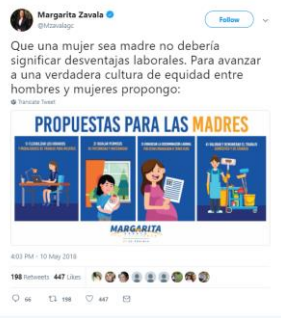 Margarita Zavala
Follow
@Mzavalagc
Que una mujer sea madre no debería
significar desventajas laborales. Para avanzar
a una verdadera cultura de equidad entre
hombres y mujeres propongo:
Translate Tweet
PROPUESTAS PARA LAS MADRES
MARGARITA
4:03 PM - 10 May 2018
198 Retweets 447 Likes
66 198 447